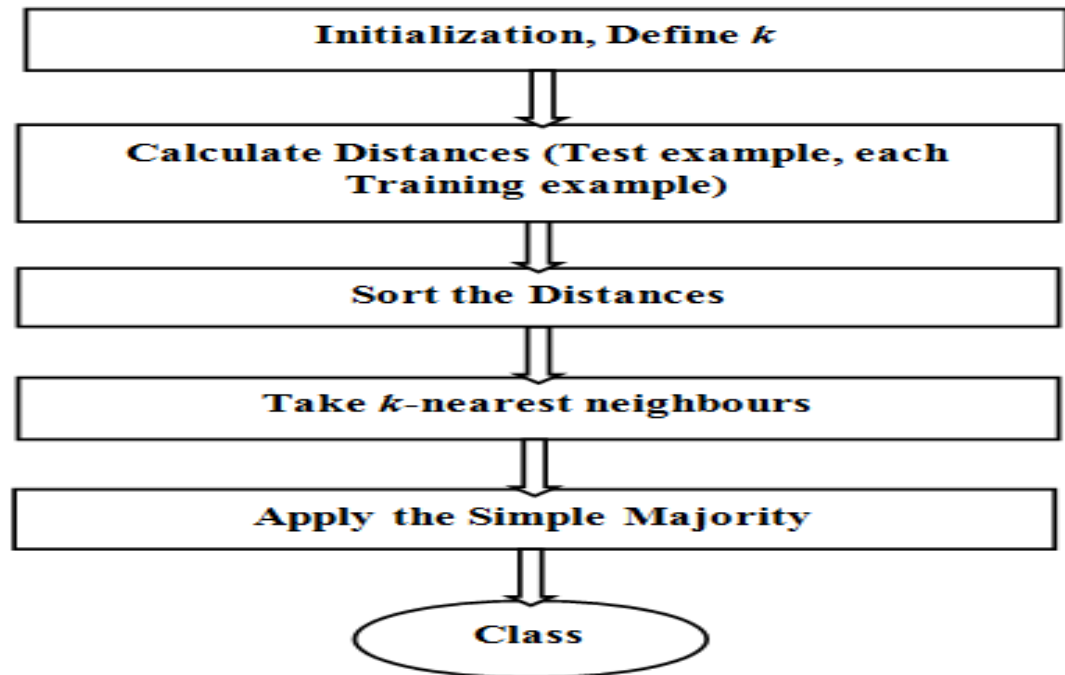 Initialization, Define k
Calculate Distances (Test example, each
Training example)
Sort the Distances
Take k-nearest neighbours
Apply the Simple Majority
Class